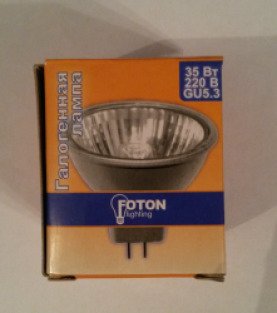 Галогенная
лампа
35 Вт
220 В
GU5.3
FOTON
lighting